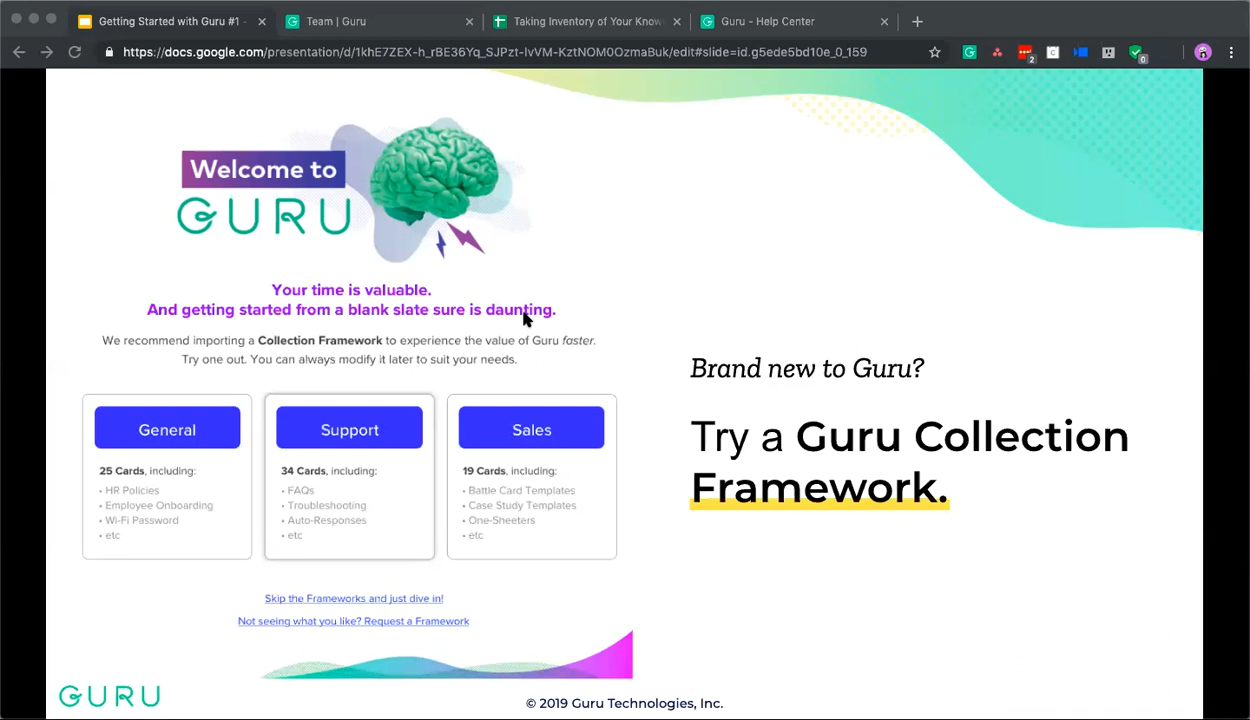 Getting Started with Guru #1 -
Team | Guru
Taking Inventory of Your Know
Guru - Help Center
https://docs.google.com/presentation/d/1khE7ZEX-h_rBE36Yq_SJPzt-lvVM-KztNOM0OzmaBuk/edit#slide=id.g5ede5bd10e_0_159
2
0
Welcome to
GURU
Your time is valuable.
And getting started from a blank slate sure is daunting.
We recommend importing a Collection Framework to experience the value of Guru faster.
Try one out. You can always modify it later to suit your needs.
General
25 Cards, including:
• HR Policies
• Employee Onboarding
• Wi-Fi Password
• etc
Support
34 Cards, including:
• FAQs
• Troubleshooting
• Auto-Responses
• etc
Sales
19 Cards, including:
• Battle Card Templates
• Case Study Templates
• One-Sheeters
• etc
Skip the Frameworks and just dive in!
Not seeing what you like? Request a Framework
Brand new to Guru?
Try a Guru Collection
Framework.
GURU
© 2019 Guru Technologies, Inc.